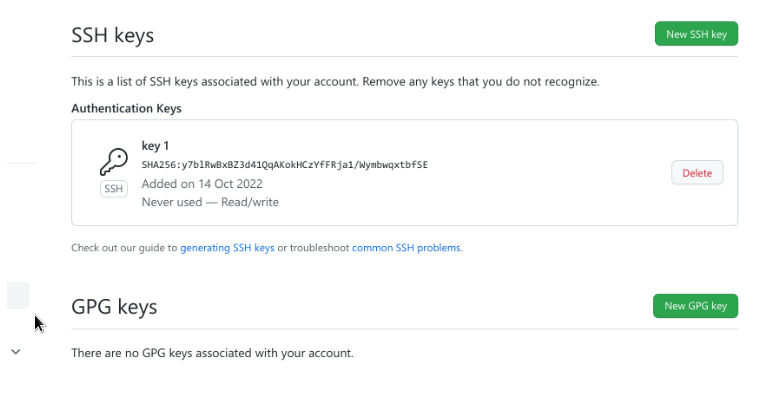 SSH keys
New SSH key
This is a list of SSH keys associated with your account. Remove any keys that you do not recognize.
Authentication Keys
key 1
SHA256:y7blRwBxBZ3d41QqAKokHCzYfFRja1/WymbwqxtbfSE
SSH
Added on 14 Oct 2022
Never used — Read/write
Delete
Check out our guide to generating SSH keys or troubleshoot common SSH problems.
GPG keys
New GPG key
There are no GPG keys associated with your account.